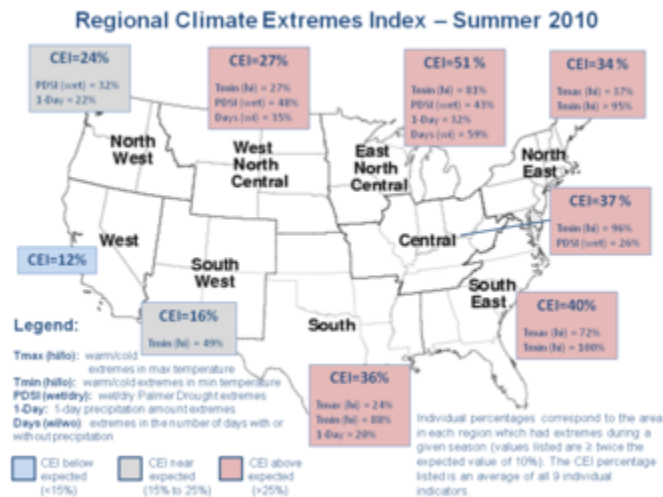 Regional Climate Extremes Index – Summer 2010
CEI=24%
PDSI (wet) = 32%
1-Day = 22%
CEI=27%
Tmin (hi) = 27%
PDSI (wet) = 48%
Days (wi) = 35%
CEI=51 %
Tmin (hi) = 81%
PDSI (wet) = 43%
1-Day = 32%
Days (wi) = 59%
CEI=34 %
Tmax (hi) = 37%
Tmin (hi) = 95%
North
West
West
North
Central
East
North
Central
North
East
CEI=37 %
Tmin (hi) = 96%
PDSI (wet) = 26%
West
Central
CEI=12%
South
West
South
East
CEI=16%
Tmin (hi) = 49%
South
CEI=40%
Tmax (hi) = 72%
Tmin (hi) = 100%
CEI=36%
Tmax (hi) = 24%
Tmin (hi) = 88%
1-Day = 20%
Legend:
Tmax (hi/lo): warm/cold
extremes in max temperature
Tmin (hi/lo): warm/cold extremes in min temperature
PDSI (wet/dry): wet/dry Palmer Drought extremes
1-Day: 1-day precipitation amount extremes
Days (wi/wo): extremes in the number of days with or
without precipitation
CEI below
expected
(<15%)
CEI near
expected
(15% to 25%)
CEI above
expected
(>25%)
Individual percentages correspond to the area
in each region which had extremes during a
given season (values listed are ≥ twice the
expected value of 10%). The CEI percentage
listed is an average of all 9 individual
indicators.